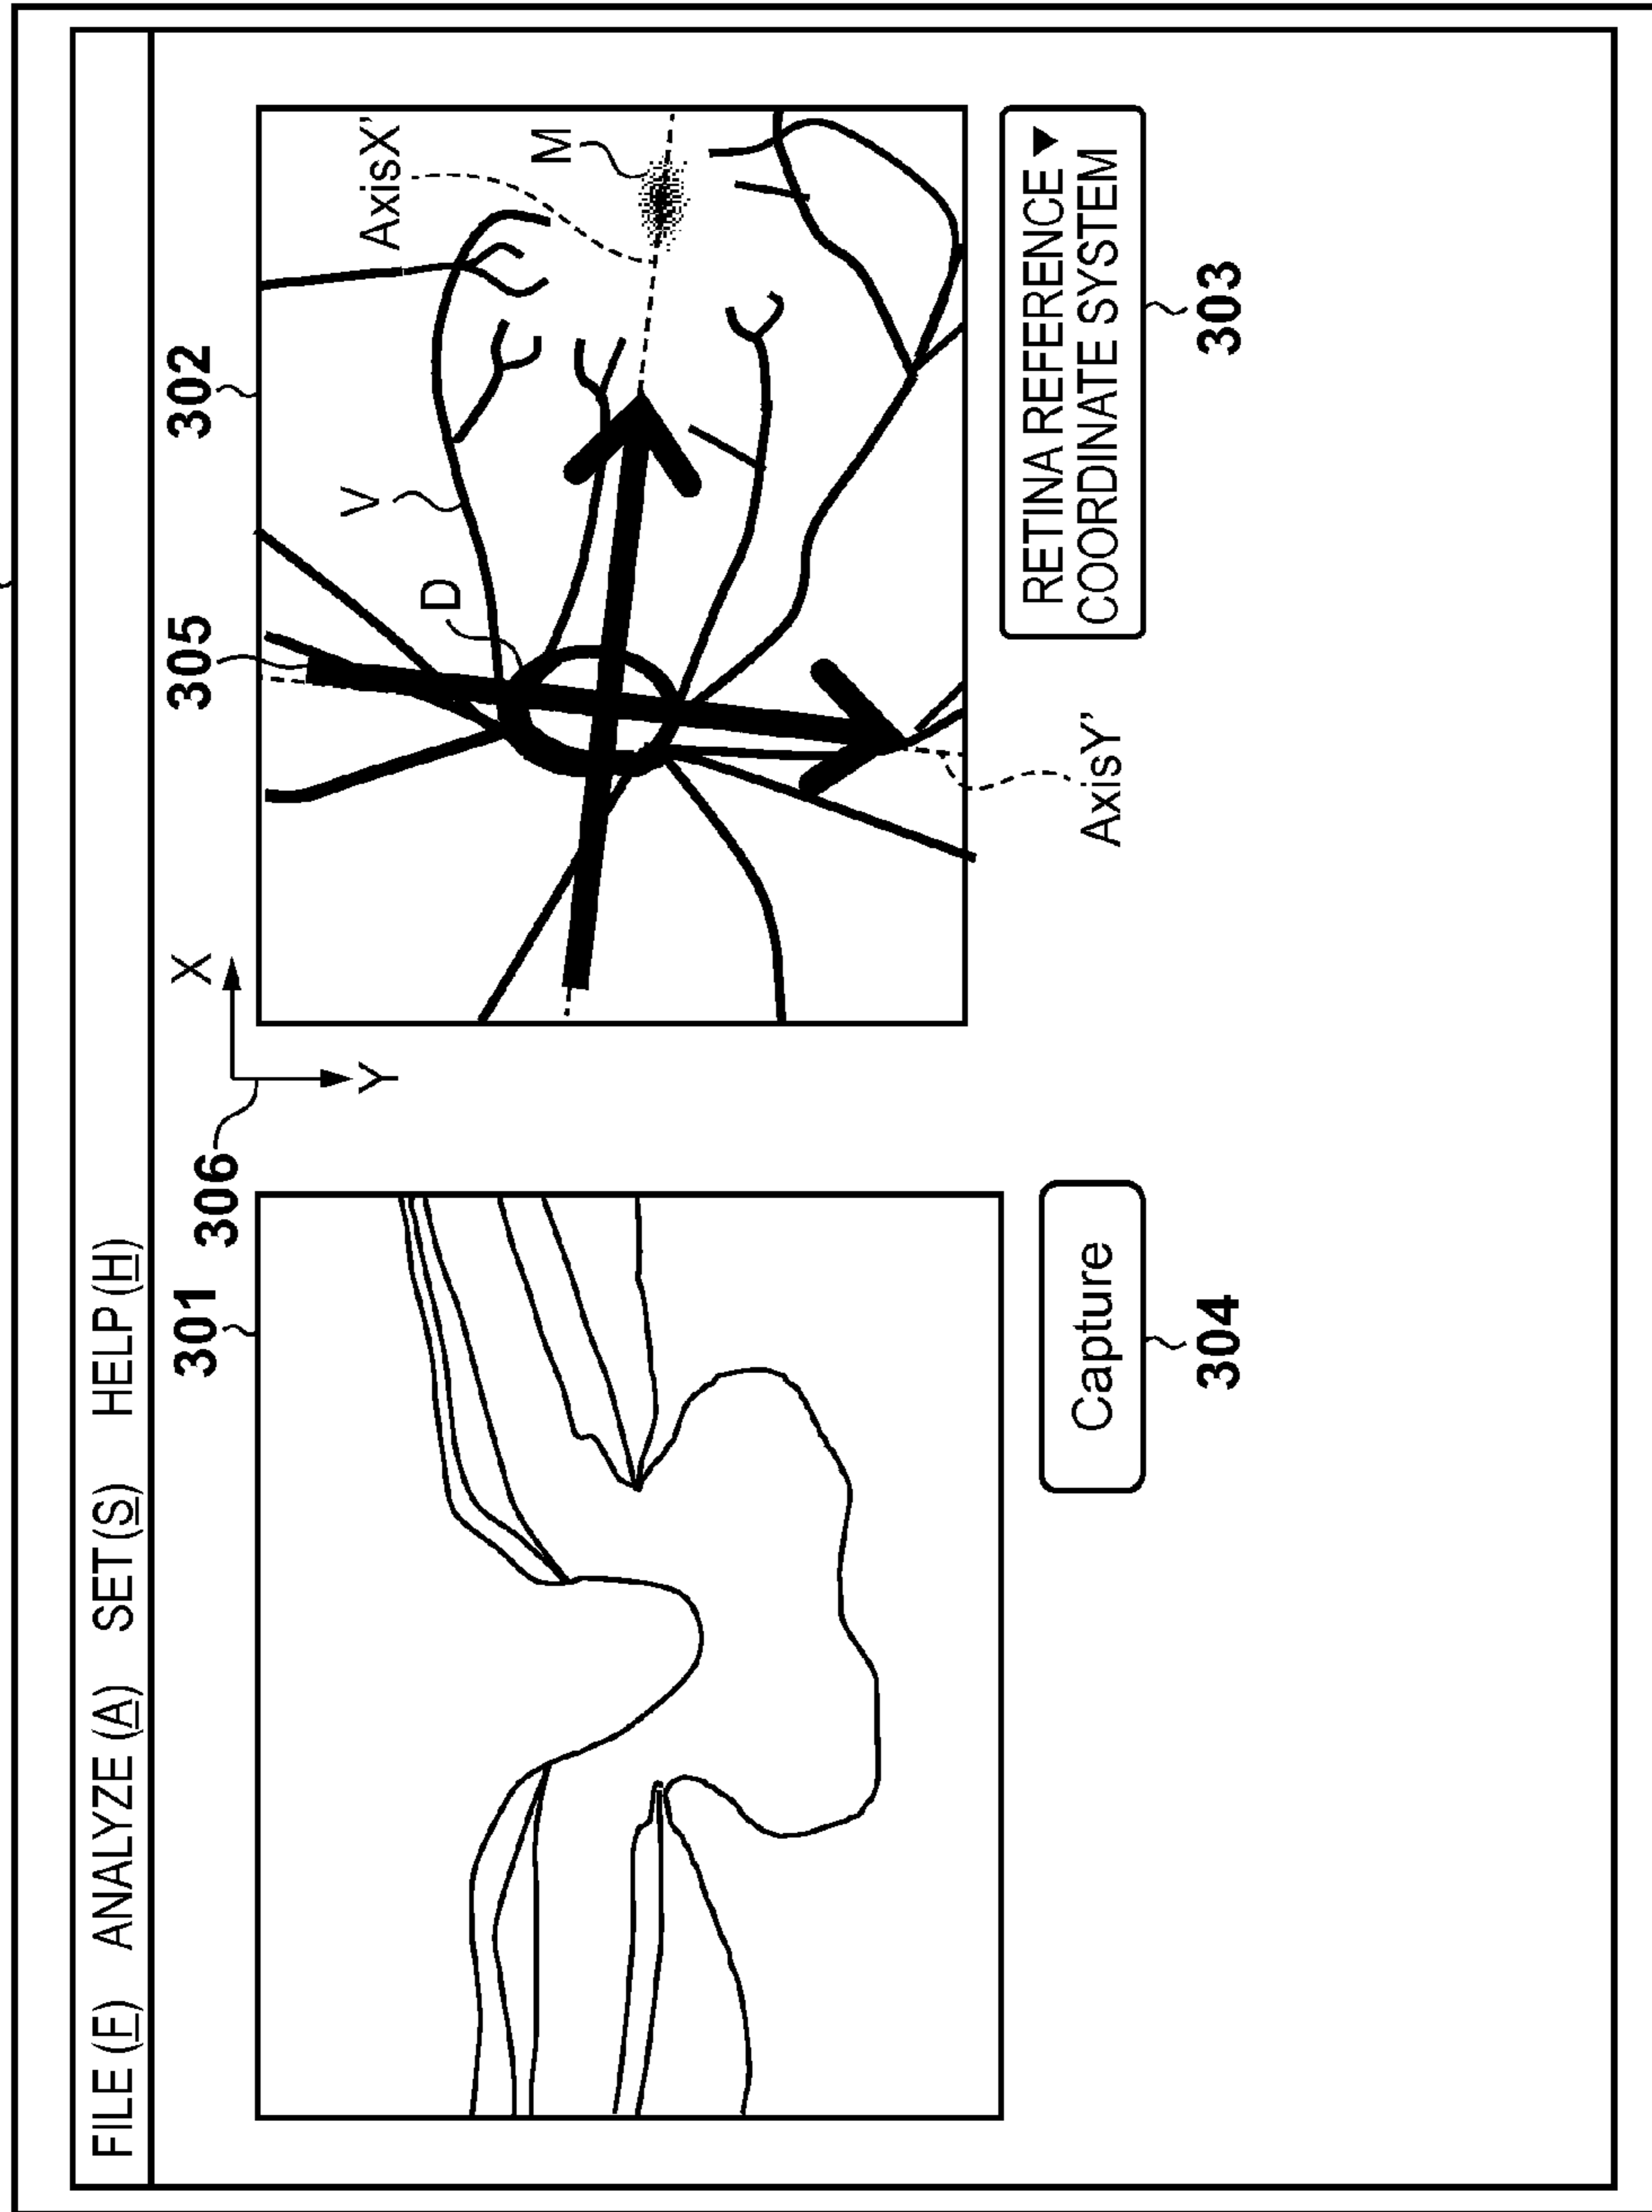 FILE (F) ANALYZE (A) SET (S) HELP (H)
301
306
X
Y
305
302
D
V
AxisX'
M
AxisY'
Capture
304
RETINA REFERENCE ▼
COORDINATE SYSTEM
303